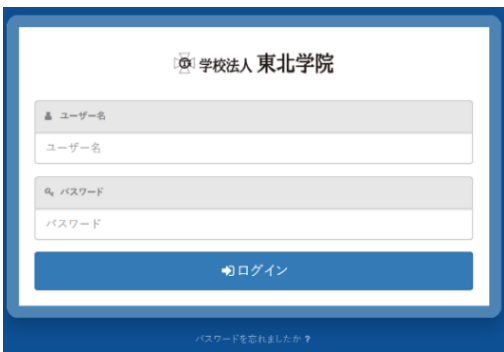 学校法人 東北学院
ユーザー名
ユーザー名
パスワード
パスワード
ログイン
パスワードを忘れましたか ?